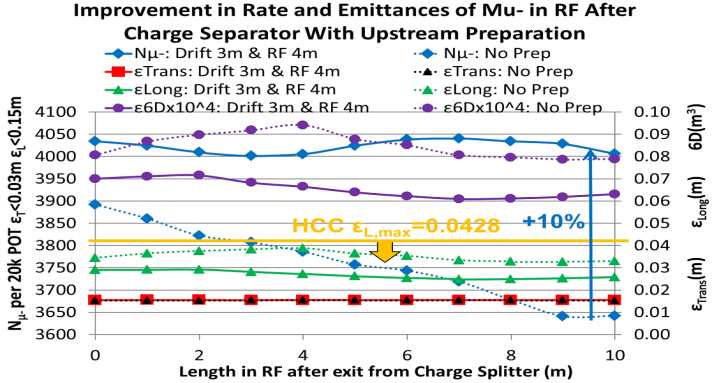 Improvement in Rate and Emittances of Mu- in RF After
Charge Separator With Upstream Preparation
Nμ-: Drift 3m & RF 4m
Nμ-: No Prep
εTrans: Drift 3m & RF 4m
εTrans: No Prep
εLong: Drift 3m & RF 4m
εLong: No Prep
ε6Dx10^4: Drift 3m & RF 4m
ε6Dx10^4: No Prep
Nμ- per 20k POT εT<0.03m εL<0.15m
4100
4050
4000
3950
3900
3850
3800
3750
3700
3650
3600
HCC εL,max=0.0428
+10%
0.10
0.09
0.08
0.07
0.06
0.05
0.04
0.03
0.02
0.01
0.00
6D(m³)
εLong(m)
εTrans(m)
0 2 4 6 8 10
Length in RF after exit from Charge Splitter (m)